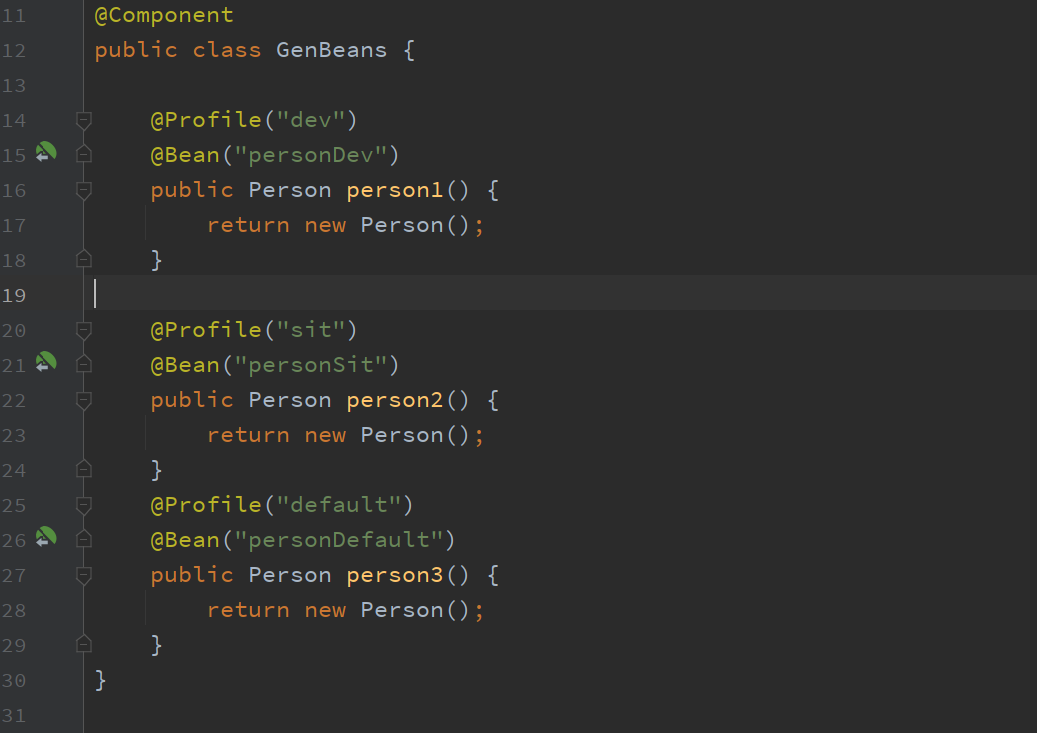 11 @Component
12 public class GenBeans {
13
14 @Profile("dev")
15 @Bean("personDev")
16 public Person person1() {
17 return new Person();
18 }
19
20 @Profile("sit")
21 @Bean("personSit")
22 public Person person2() {
23 return new Person();
24 }
25 @Profile("default")
26 @Bean("personDefault")
27 public Person person3() {
28 return new Person();
29 }
30 }
31